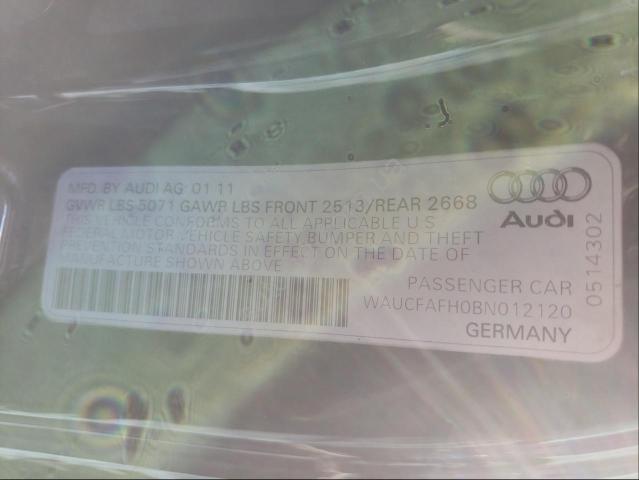 MFD. BY AUDI AG 01 11
GVWR LBS 5071 GAWR LBS FRONT 2513/REAR 2668
THIS VEHICLE CONFORMS TO ALL APPLICABLE U S
FEDERAL MOTOR VEHICLE SAFETY, BUMPER AND THEFT
PREVENTION STANDARDS IN EFFECT ON THE DATE OF
MANUFACTURE SHOWN ABOVE
Audi
PASSENGER CAR
WAUCFAFH0BN012120
GERMANY
0514302